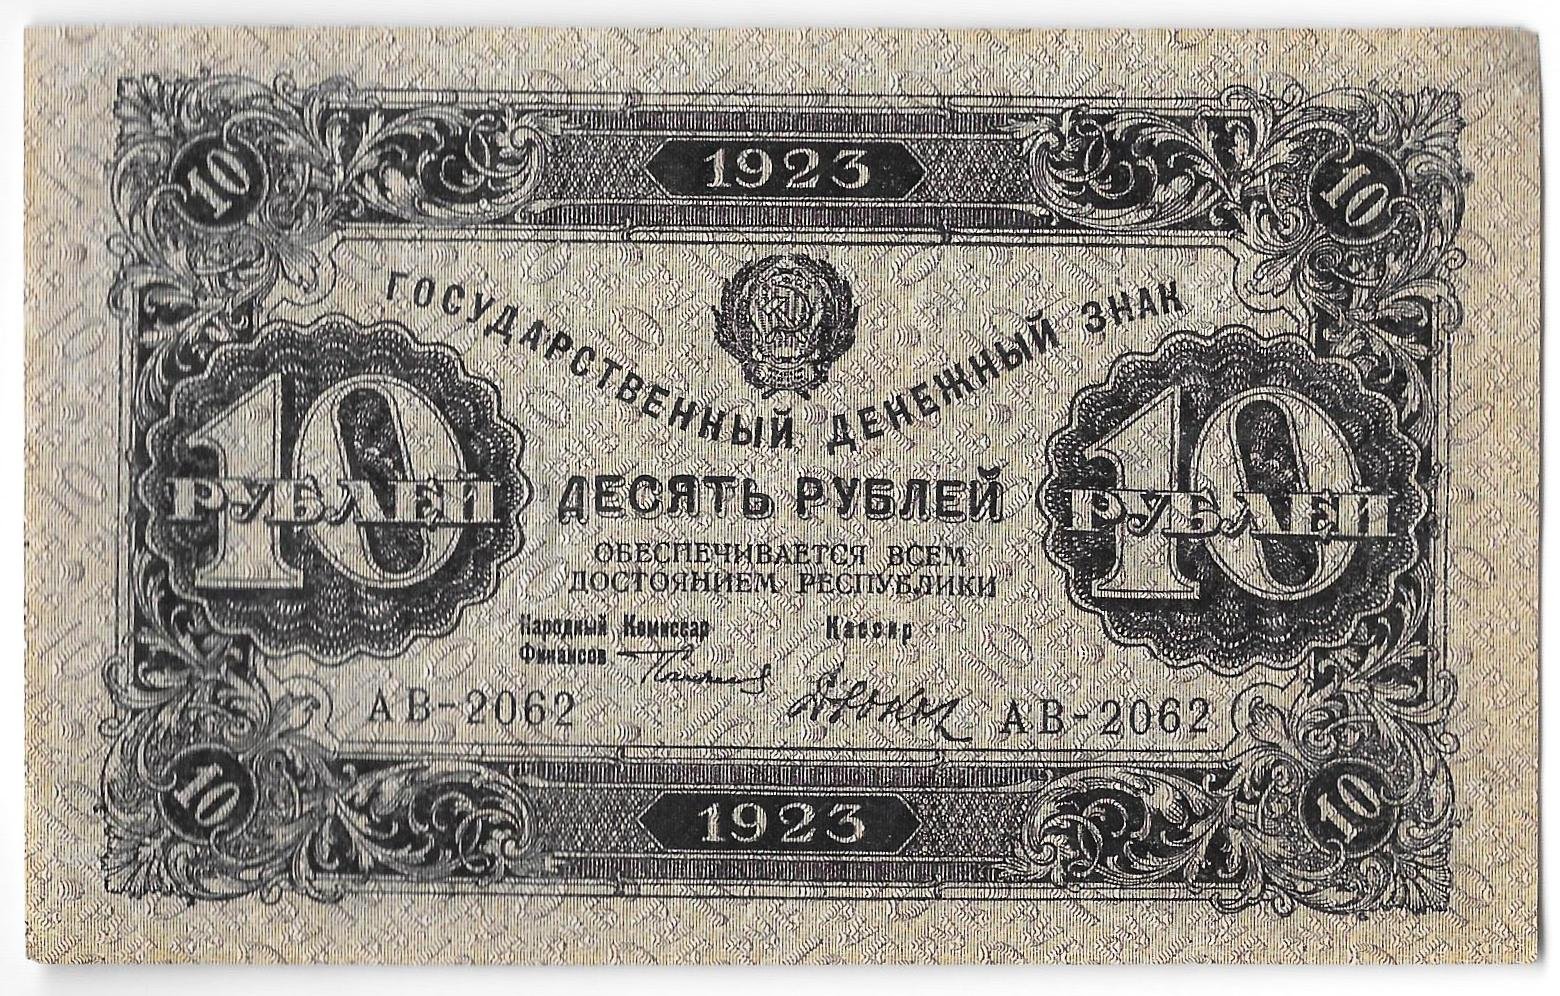 10 1923 10
ГОСУДАРСТВЕННЫЙ ДЕНЕЖНЫЙ ЗНАК
10 РУБЛЕЙ
ДЕСЯТЬ РУБЛЕЙ
10 РУБЛЕЙ
ОБЕСПЕЧИВАЕТСЯ ВСЕМ
ДОСТОЯНИЕМ РЕСПУБЛИКИ
Народный Комиссар
Финансов
Кассир
АВ-2062
АВ-2062
10 1923 10